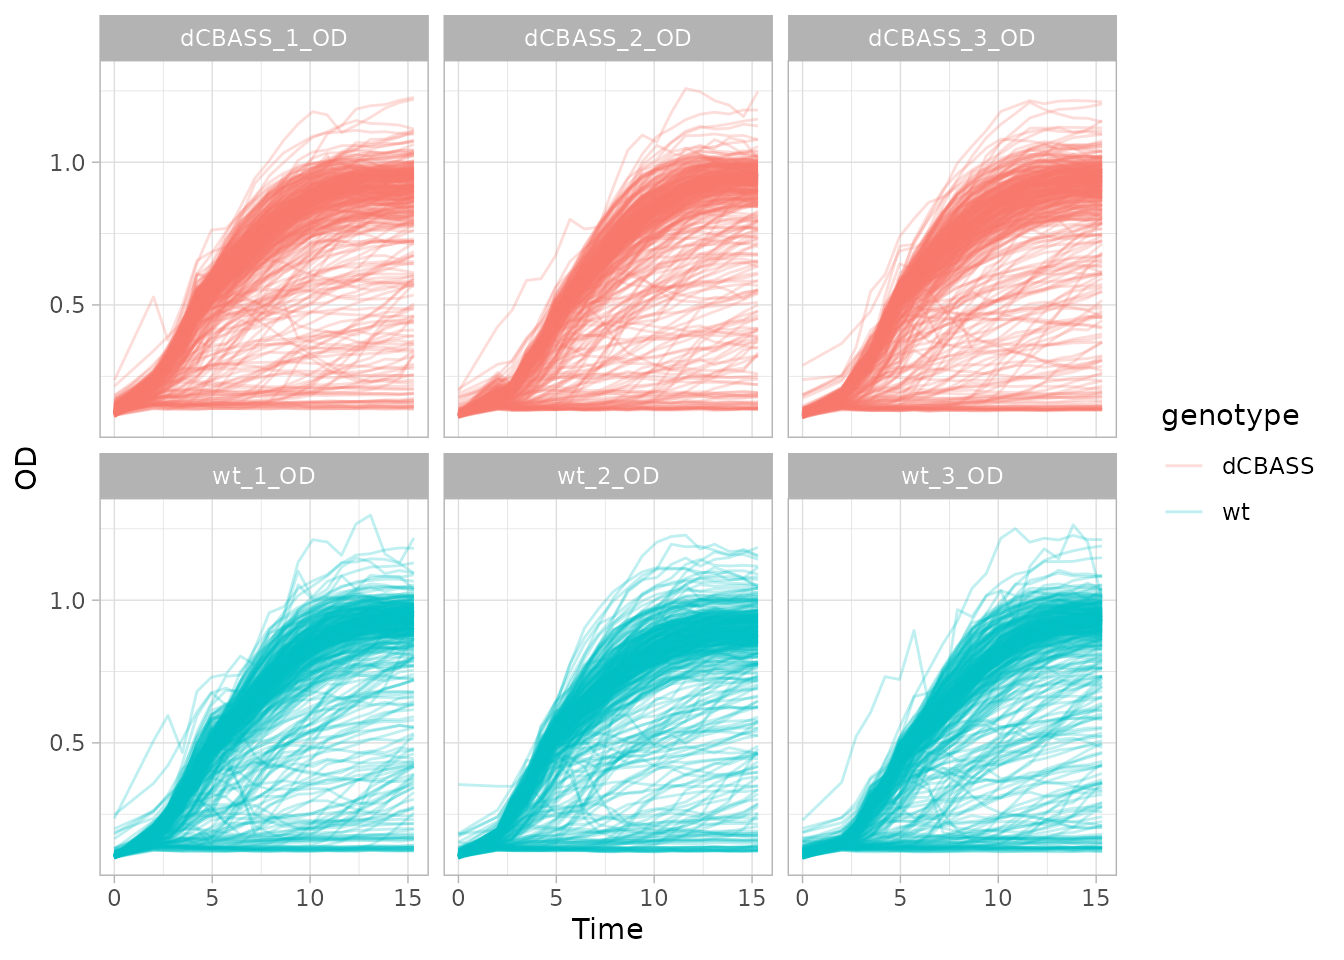 dCBASS_1_OD dCBASS_2_OD dCBASS_3_OD
1.0
0.5
wt_1_OD wt_2_OD wt_3_OD
1.0
0.5
0 5 10 15 0 5 10 15 0 5 10 15
Time
OD
genotype
dCBASS
wt